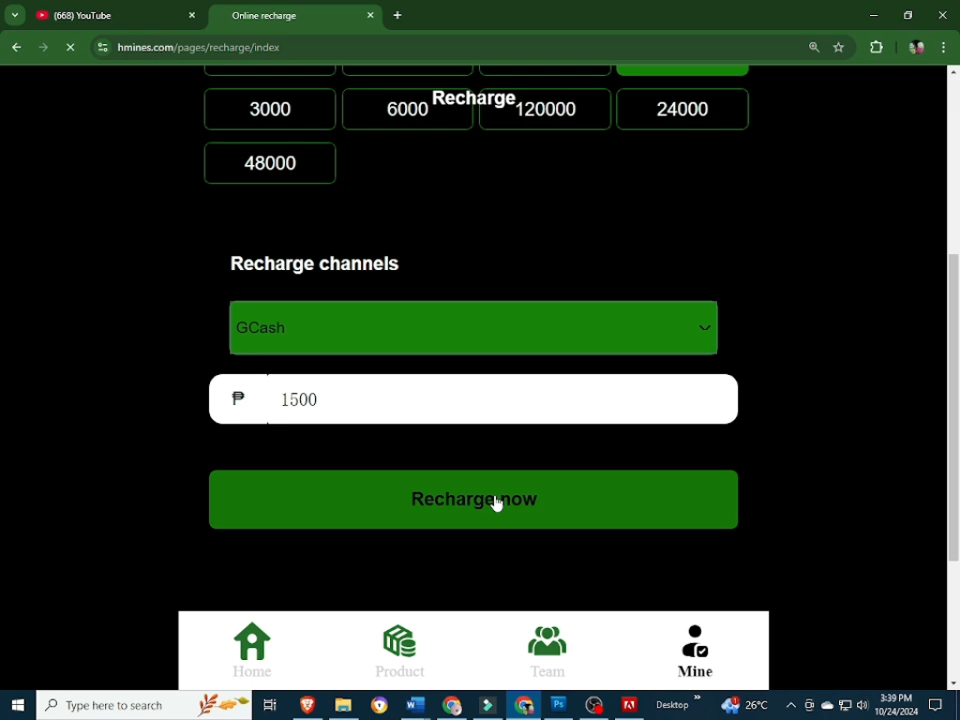 (668) YouTube
Online recharge
hmines.com/pages/recharge/index
Recharge
3000
6000
120000
24000
48000
Recharge channels
GCash
₱ 1500
Recharge now
Home
Product
Team
Mine
Type here to search
Desktop
26°C
3:39 PM
10/24/2024